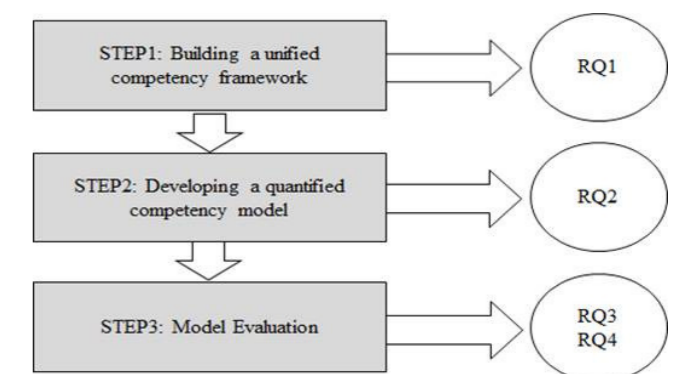 STEP1: Building a unified
competency framework
RQ1
STEP2: Developing a quantified
competency model
RQ2
STEP3: Model Evaluation
RQ3
RQ4